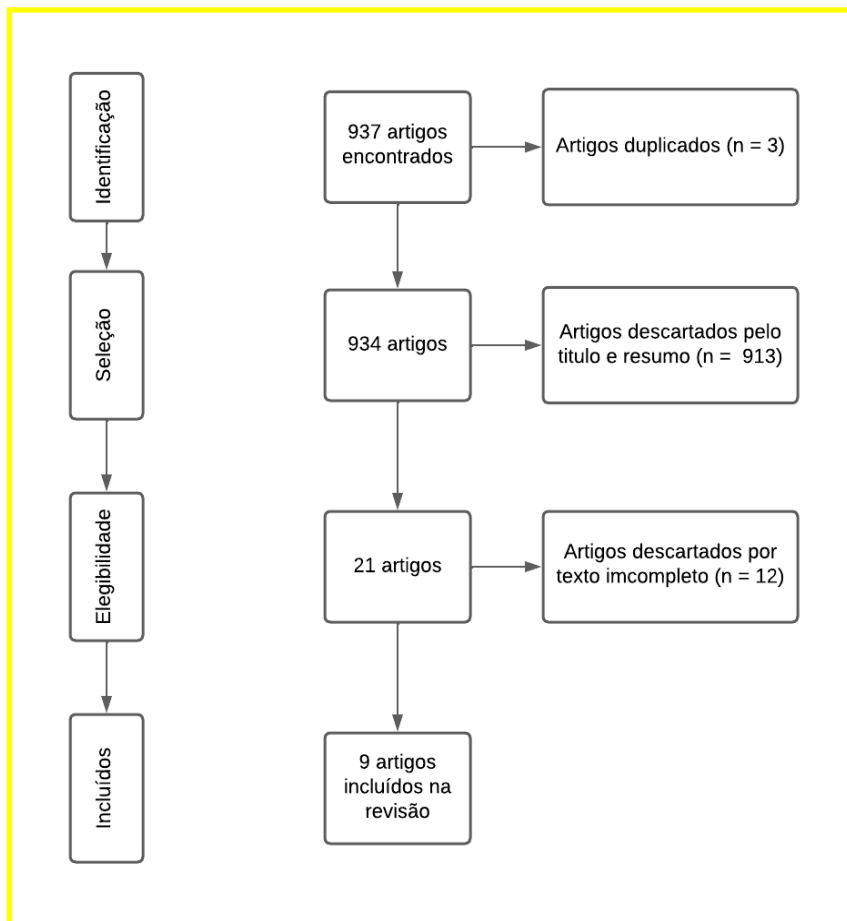 Identificação
937 artigos
encontrados
Artigos duplicados (n = 3)
Seleção
934 artigos
Artigos descartados pelo
titulo e resumo (n =  913)
Elegibilidade
21 artigos
Artigos descartados por
texto imcompleto (n = 12)
Incluídos
9 artigos
incluídos na
revisão